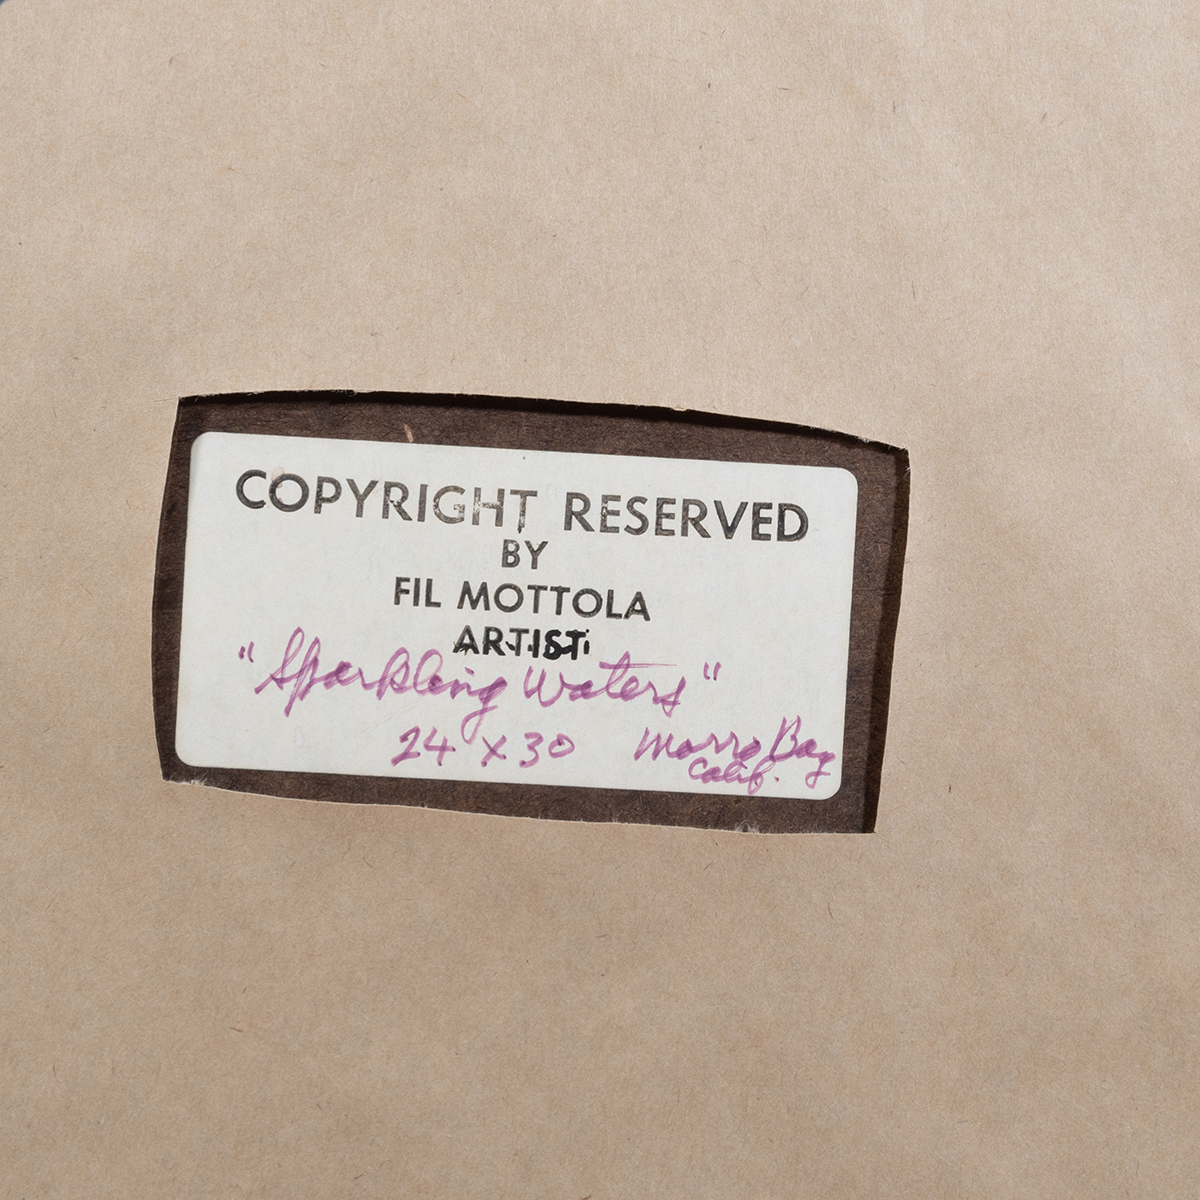 COPYRIGHT RESERVED
BY
FIL MOTTOLA
ARTIST
"Sparkling Waters"
24 x 30 Morro Bay
Calif.